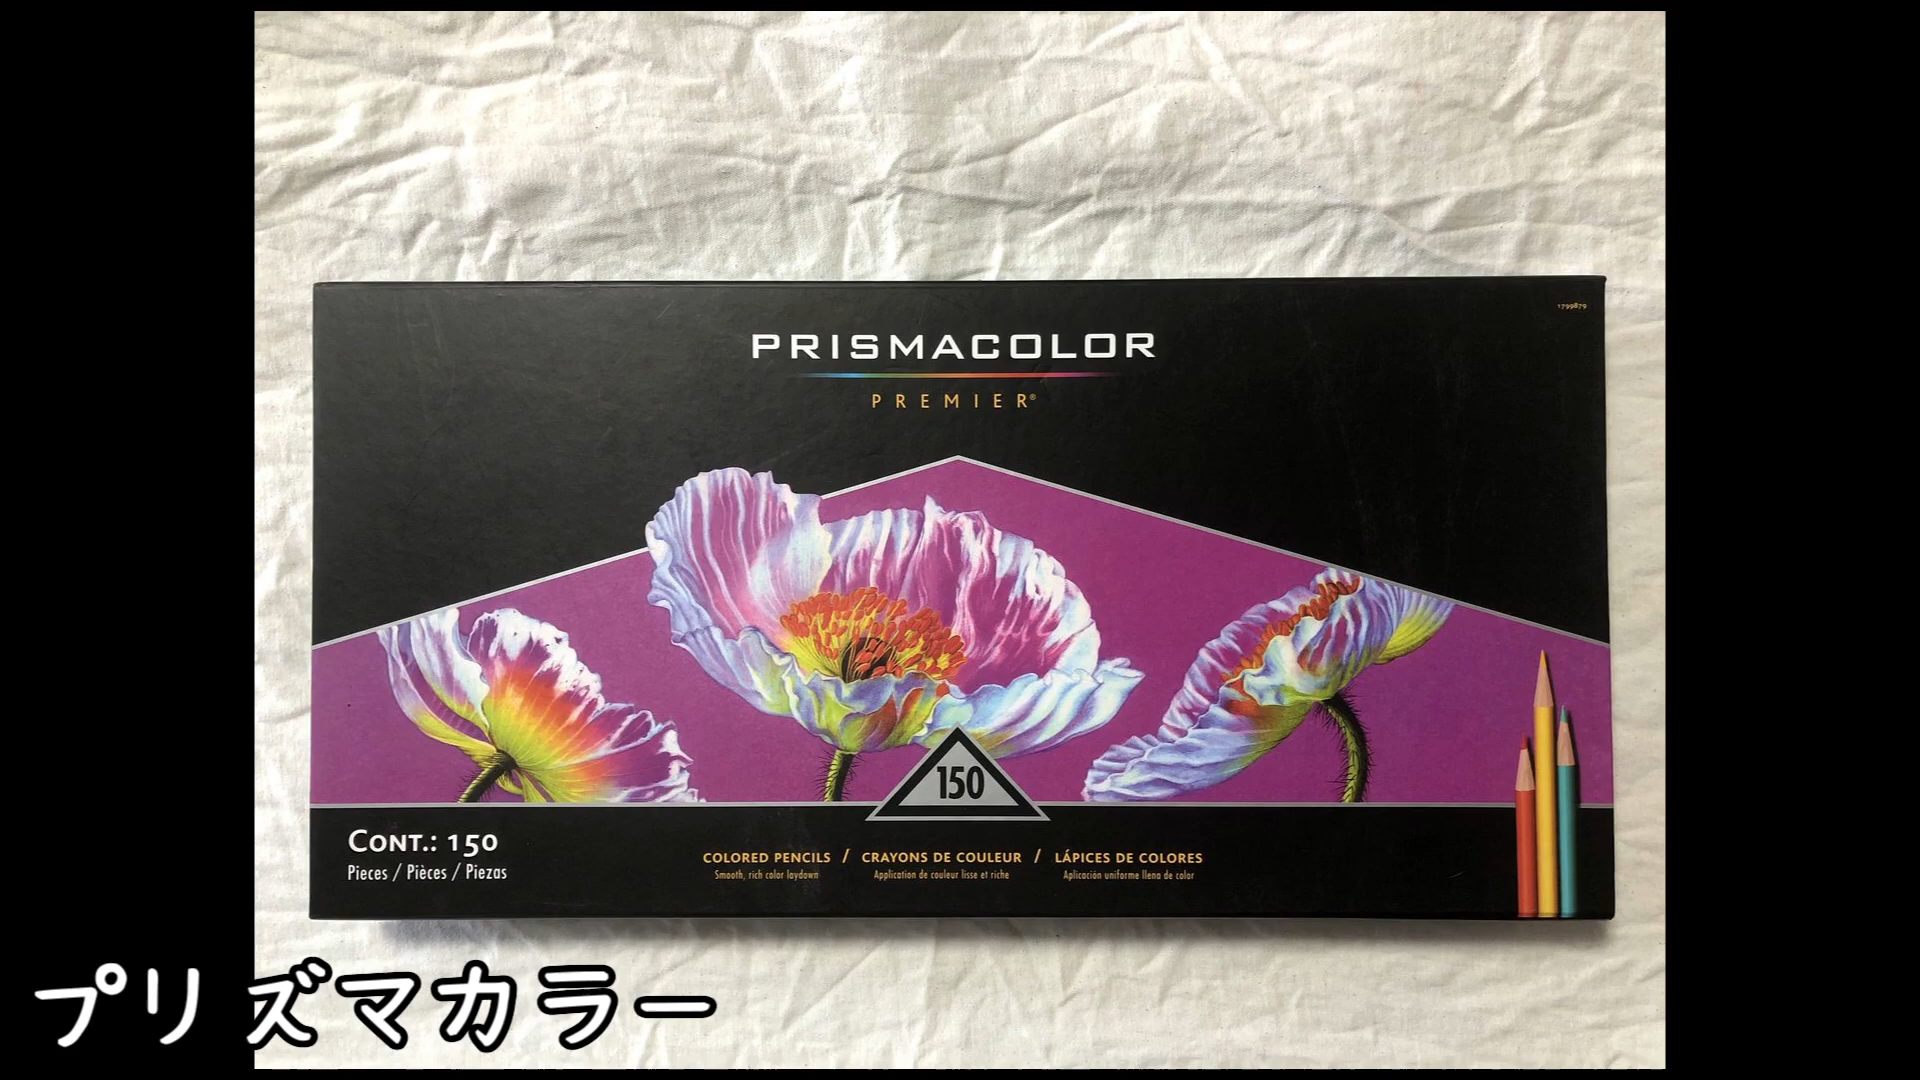 1799879
PRISMACOLOR
PREMIER®
150
CONT.: 150
Pieces / Pièces / Piezas
COLORED PENCILS / CRAYONS DE COULEUR / LÁPICES DE COLORES
Smooth, rich color laydown Application de couleur lisse et riche Aplicación uniforme llena de color
プリズマカラー